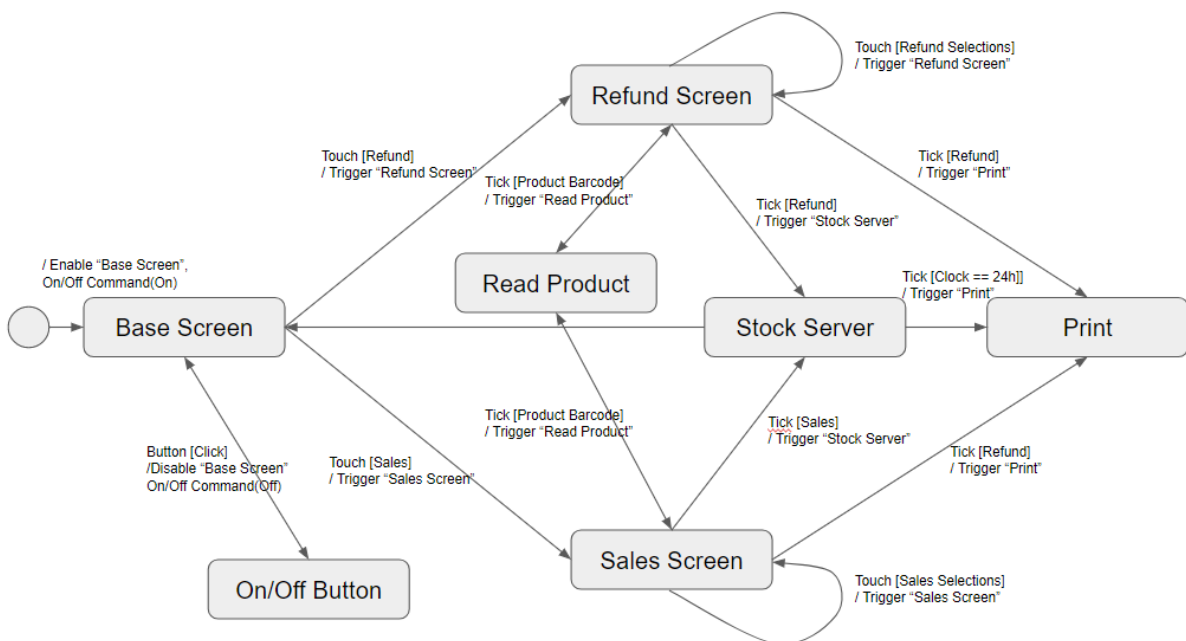 Touch [Refund Selections]
/ Trigger “Refund Screen”
Refund Screen
Touch [Refund]
/ Trigger “Refund Screen”
Tick [Product Barcode]
/ Trigger “Read Product”
Tick [Refund]
/ Trigger “Print”
Tick [Refund]
/ Trigger “Stock Server”
/ Enable “Base Screen”,
On/Off Command(On)
Read Product
Tick [Clock == 24h]]
/ Trigger “Print”
Base Screen
Stock Server
Print
Tick [Product Barcode]
/ Trigger “Read Product”
Tick [Sales]
/ Trigger “Stock Server”
Button [Click]
/Disable “Base Screen”
On/Off Command(Off)
Touch [Sales]
/ Trigger “Sales Screen”
Tick [Refund]
/ Trigger “Print”
Sales Screen
On/Off Button
Touch [Sales Selections]
/ Trigger “Sales Screen”